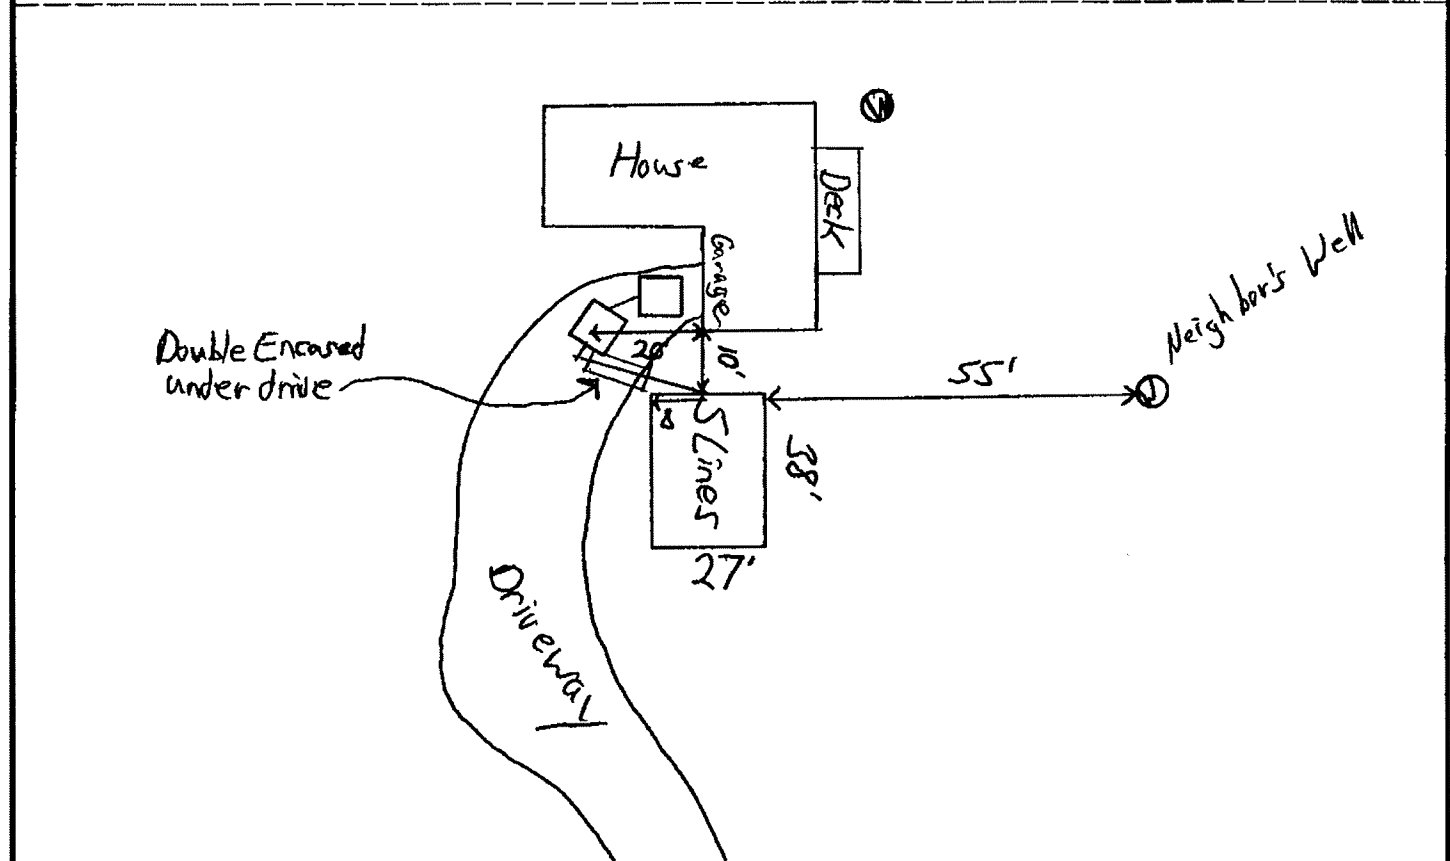 W
House
Deck
Garage
Neighbor's Well
Double Encased
under drive
20
10'
55'
8
5 Lines
38'
27'
Driveway